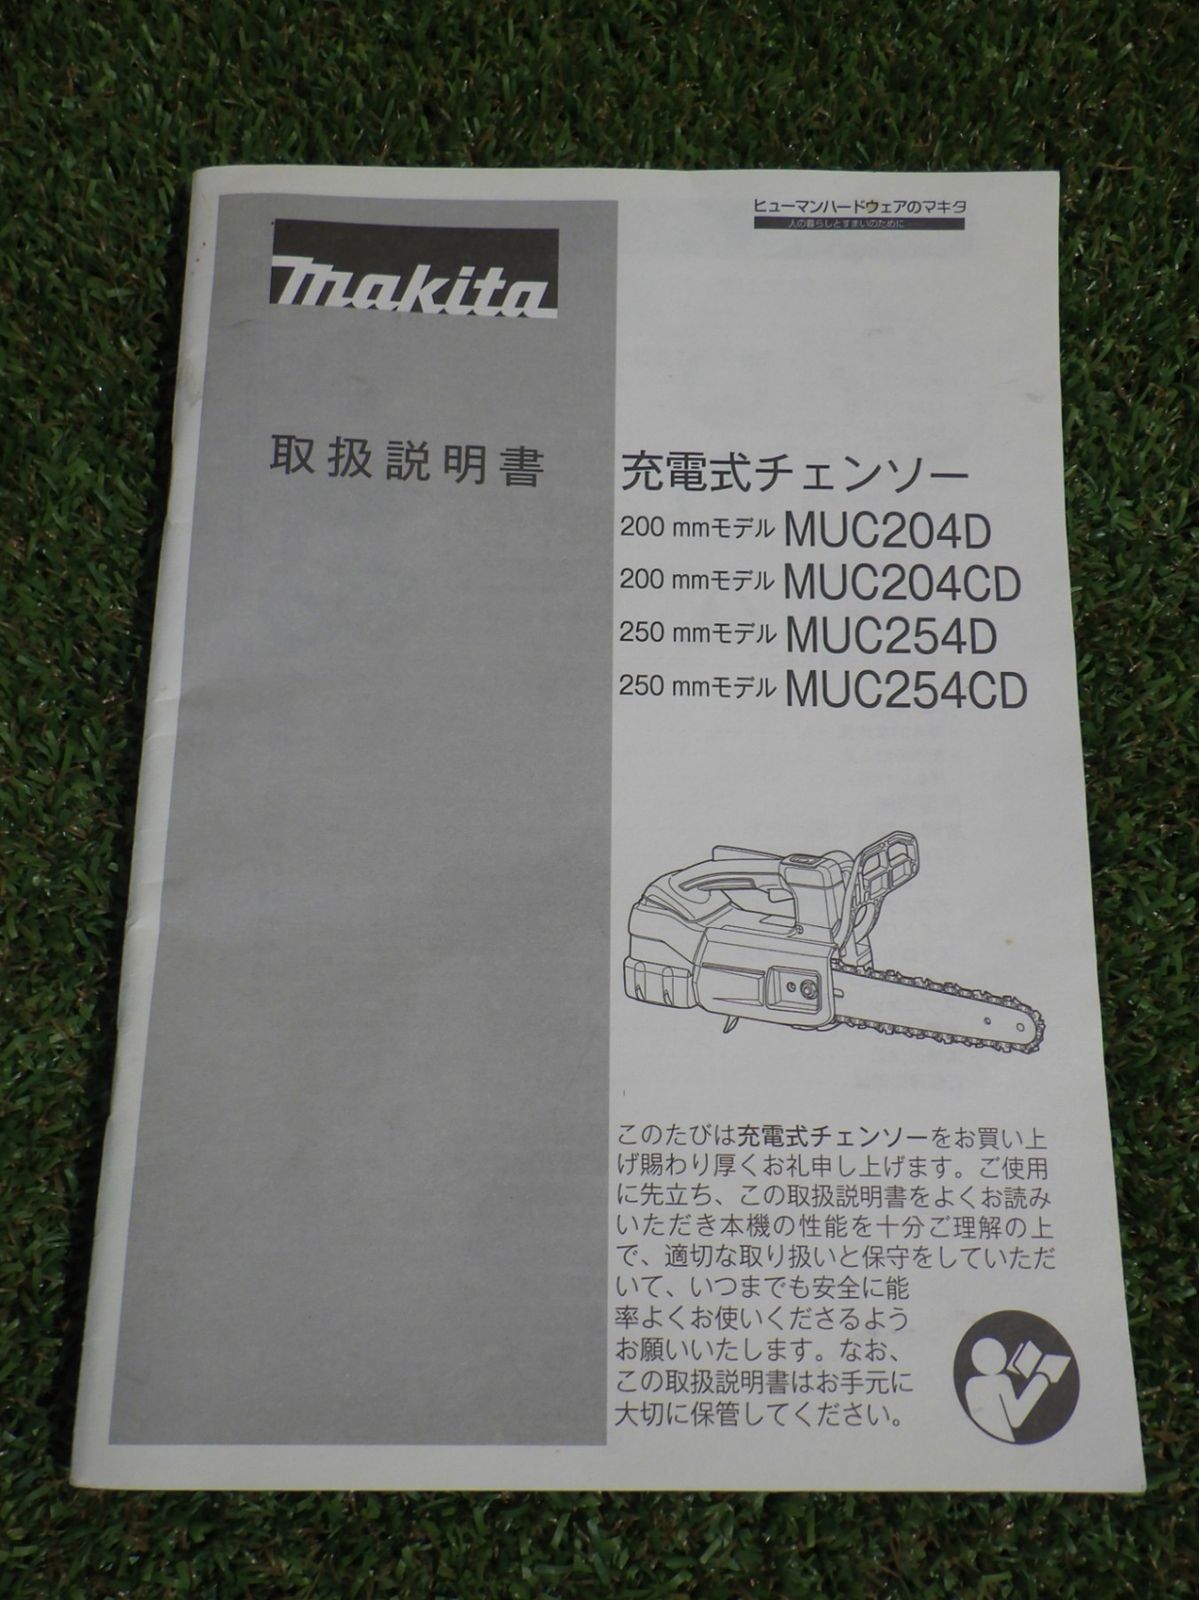 ヒューマンハードウェアのマキタ
人の暮らしとすまいのために
makita
取扱説明書
充電式チェンソー
200 mmモデル MUC204D
200 mmモデル MUC204CD
250 mmモデル MUC254D
250 mmモデル MUC254CD
このたびは充電式チェンソーをお買い上
げ賜わり厚くお礼申し上げます。ご使用
に先立ち、この取扱説明書をよくお読み
いただき本機の性能を十分ご理解の上
で、適切な取り扱いと保守をしていただ
いて、いつまでも安全に能
率よくお使いくださるよう
お願いいたします。なお、
この取扱説明書はお手元に
大切に保管してください。